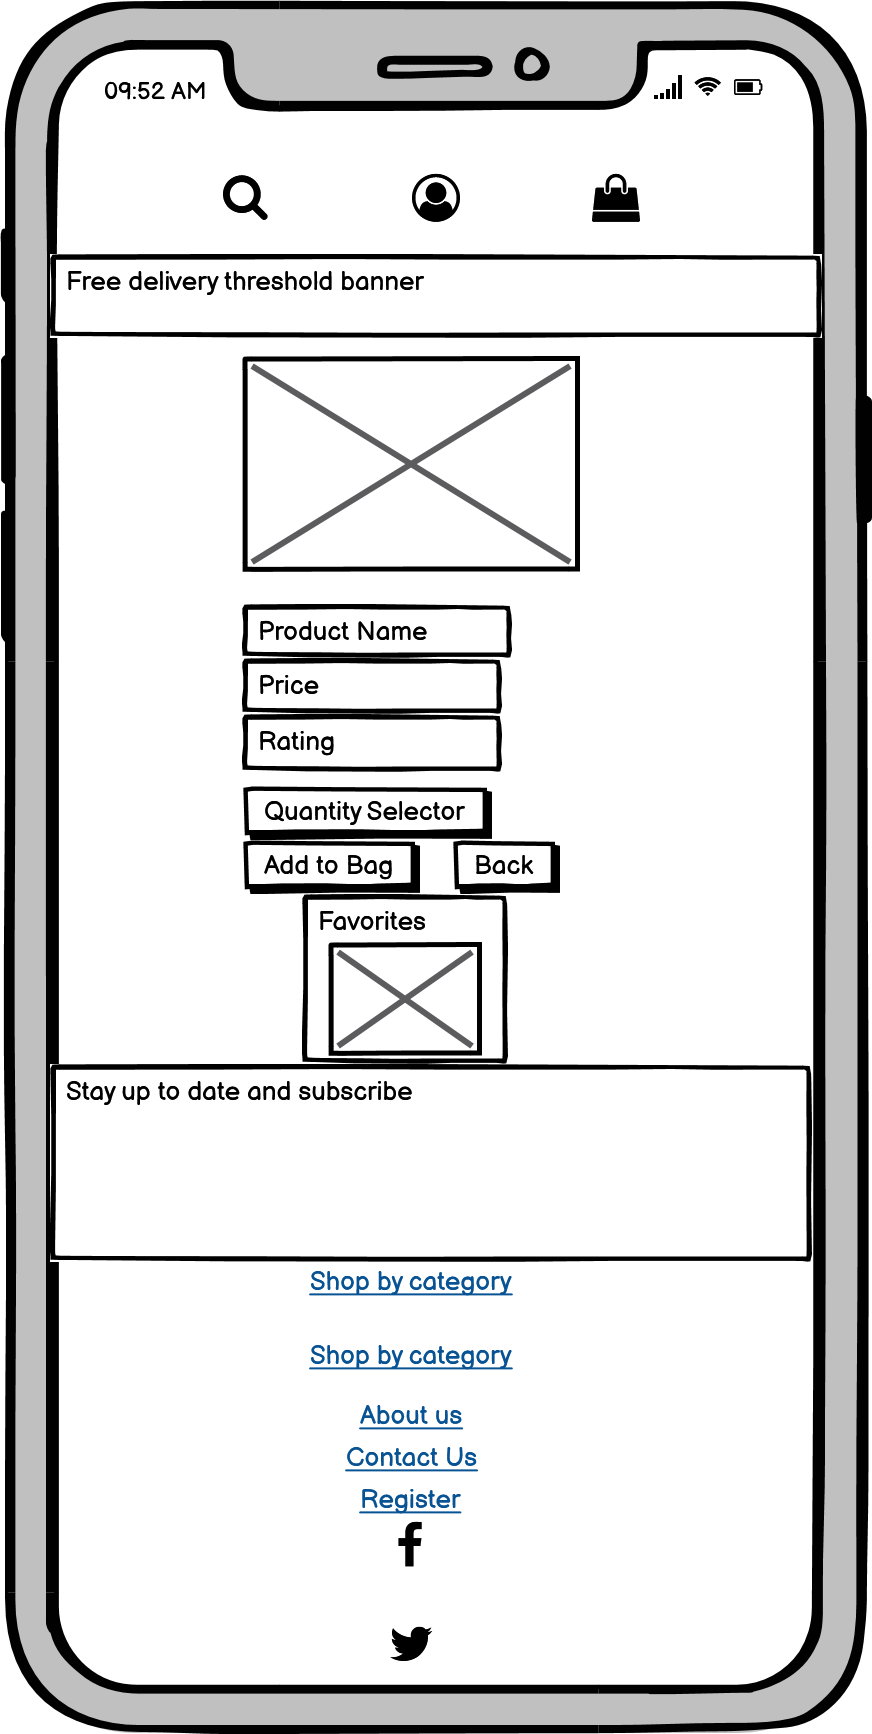 09:52 AM
Free delivery threshold banner
Product Name
Price
Rating
Quantity Selector
Add to Bag
Back
Favorites
Stay up to date and subscribe
Shop by category
Shop by category
About us
Contact Us
Register